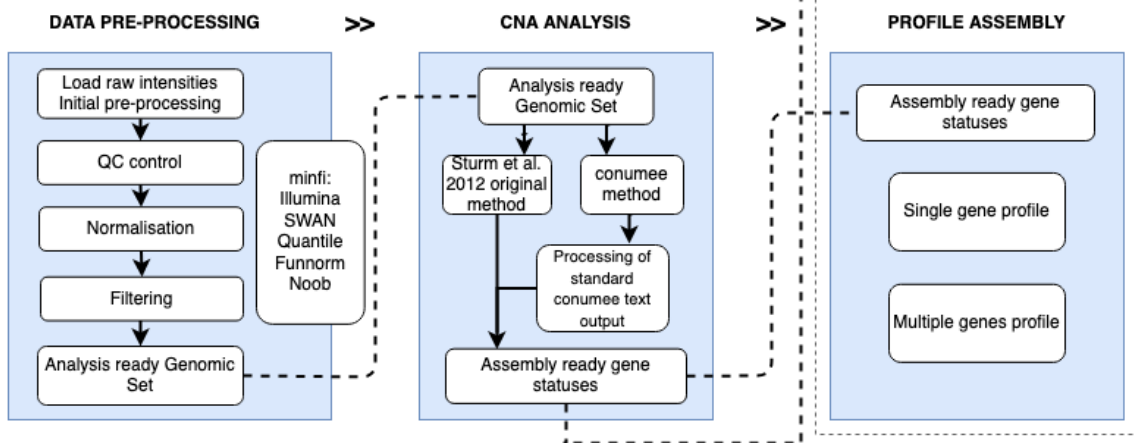 DATA PRE-PROCESSING
>>
CNA ANALYSIS
>>
PROFILE ASSEMBLY
Load raw intensities
Initial pre-processing
QC control
Normalisation
Filtering
Analysis ready Genomic
Set
minfi:
Illumina
SWAN
Quantile
Funnorm
Noob
Analysis ready
Genomic Set
Sturm et al.
2012 original
method
conumee
method
Processing of
standard
conumee text
output
Assembly ready gene
statuses
Assembly ready gene
statuses
Single gene profile
Multiple genes profile